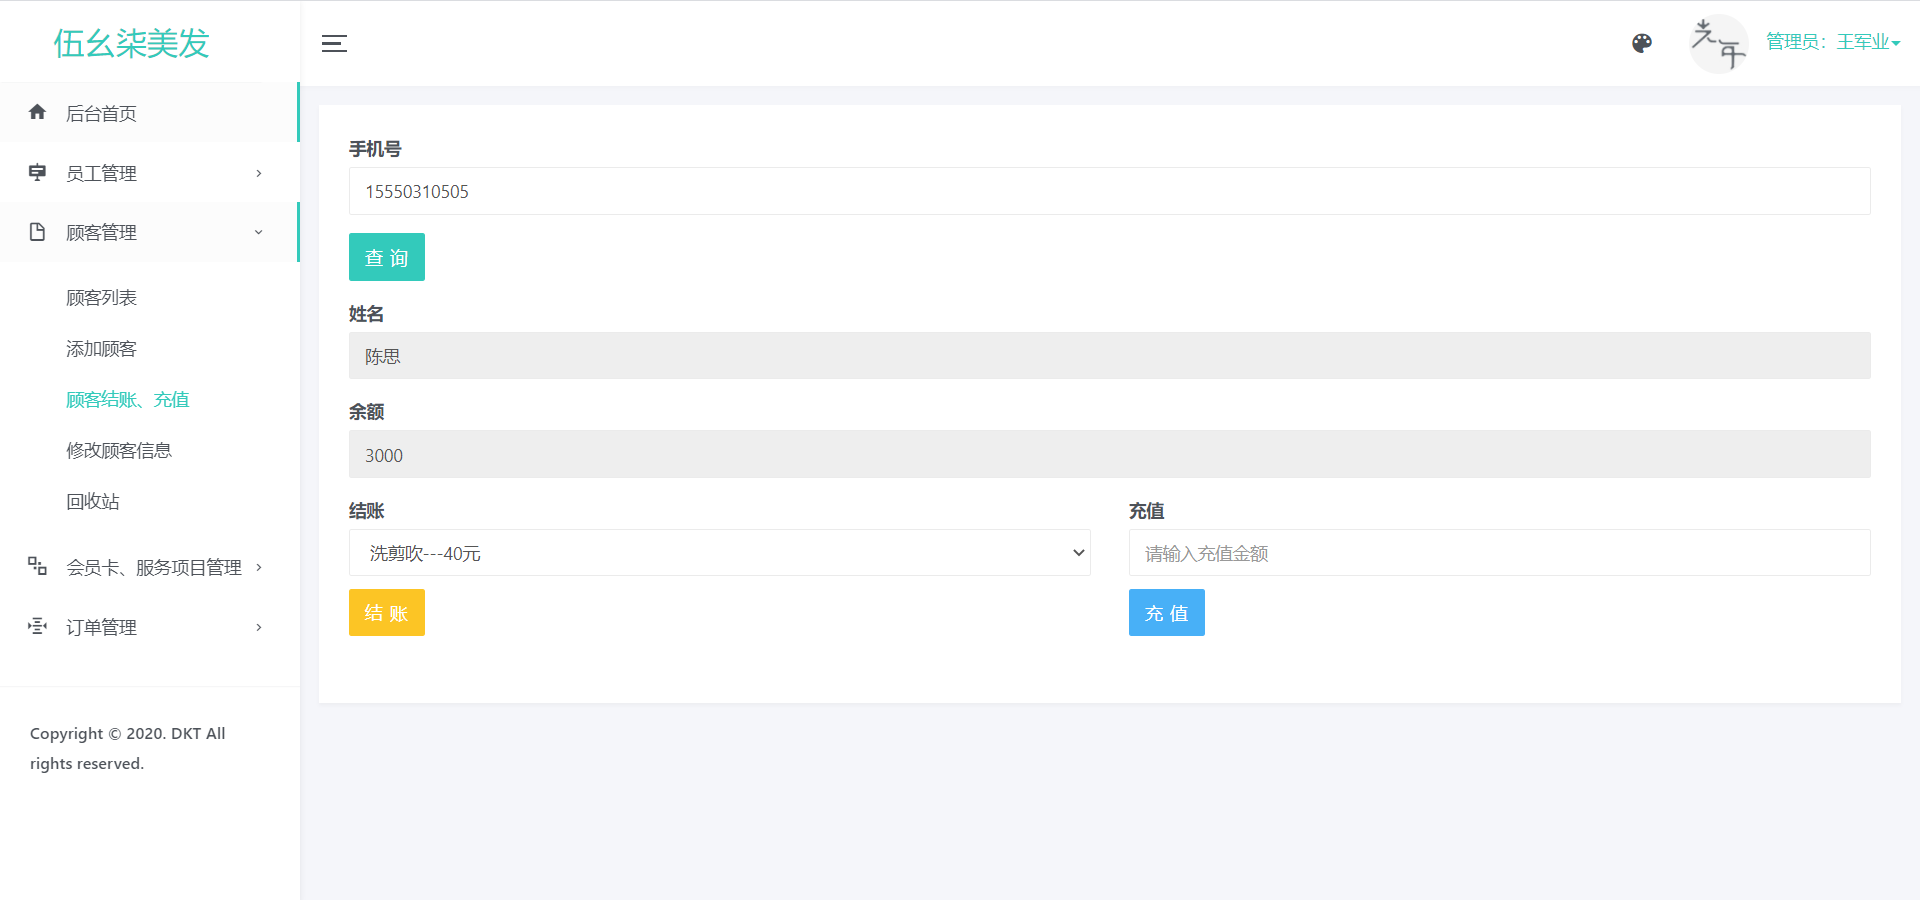 伍幺柒美发
管理员：王军业
后台首页
员工管理
顾客管理
顾客列表
添加顾客
顾客结账、充值
修改顾客信息
回收站
会员卡、服务项目管理
订单管理
Copyright © 2020. DKT All
rights reserved.
手机号
15550310505
查 询
姓名
陈思
余额
3000
结账
洗剪吹---40元
结 账
充值
请输入充值金额
充 值